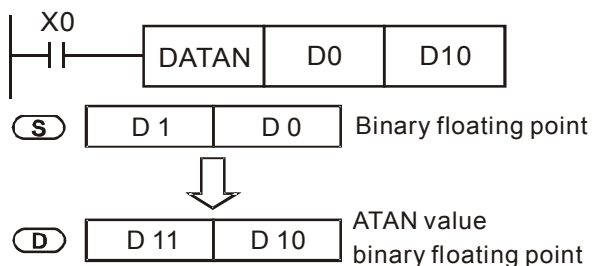 X0
DATAN D0 D10
S D 1 D 0 Binary floating point
D D 11 D 10 ATAN value
binary floating point